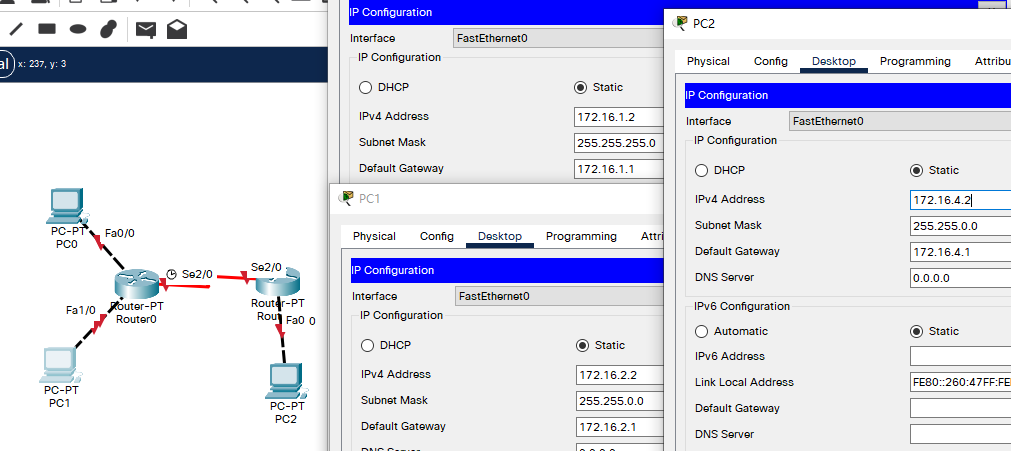 al
x: 237, y: 3
PC-PT
PC0
Fa0/0
Se2/0
Se2/0
Router-PT
Router0
Router-PT
Rout
Fa1/0
Fa0 0
PC-PT
PC1
PC-PT
PC2
IP Configuration
Interface
FastEthernet0
IP Configuration
DHCP
Static
IPv4 Address
172.16.1.2
Subnet Mask
255.255.255.0
Default Gateway
172.16.1.1
PC1
Physical Config Desktop Programming Attri
IP Configuration
Interface
FastEthernet0
IP Configuration
DHCP
Static
IPv4 Address
172.16.2.2
Subnet Mask
255.255.0.0
Default Gateway
172.16.2.1
DNS Server
0.0.0.0
PC2
Physical Config Desktop Programming Attribu
IP Configuration
Interface
FastEthernet0
IP Configuration
DHCP
Static
IPv4 Address
172.16.4.2
Subnet Mask
255.255.0.0
Default Gateway
172.16.4.1
DNS Server
0.0.0.0
IPv6 Configuration
Automatic
Static
IPv6 Address
Link Local Address
FE80::260:47FF:FE
Default Gateway
DNS Server